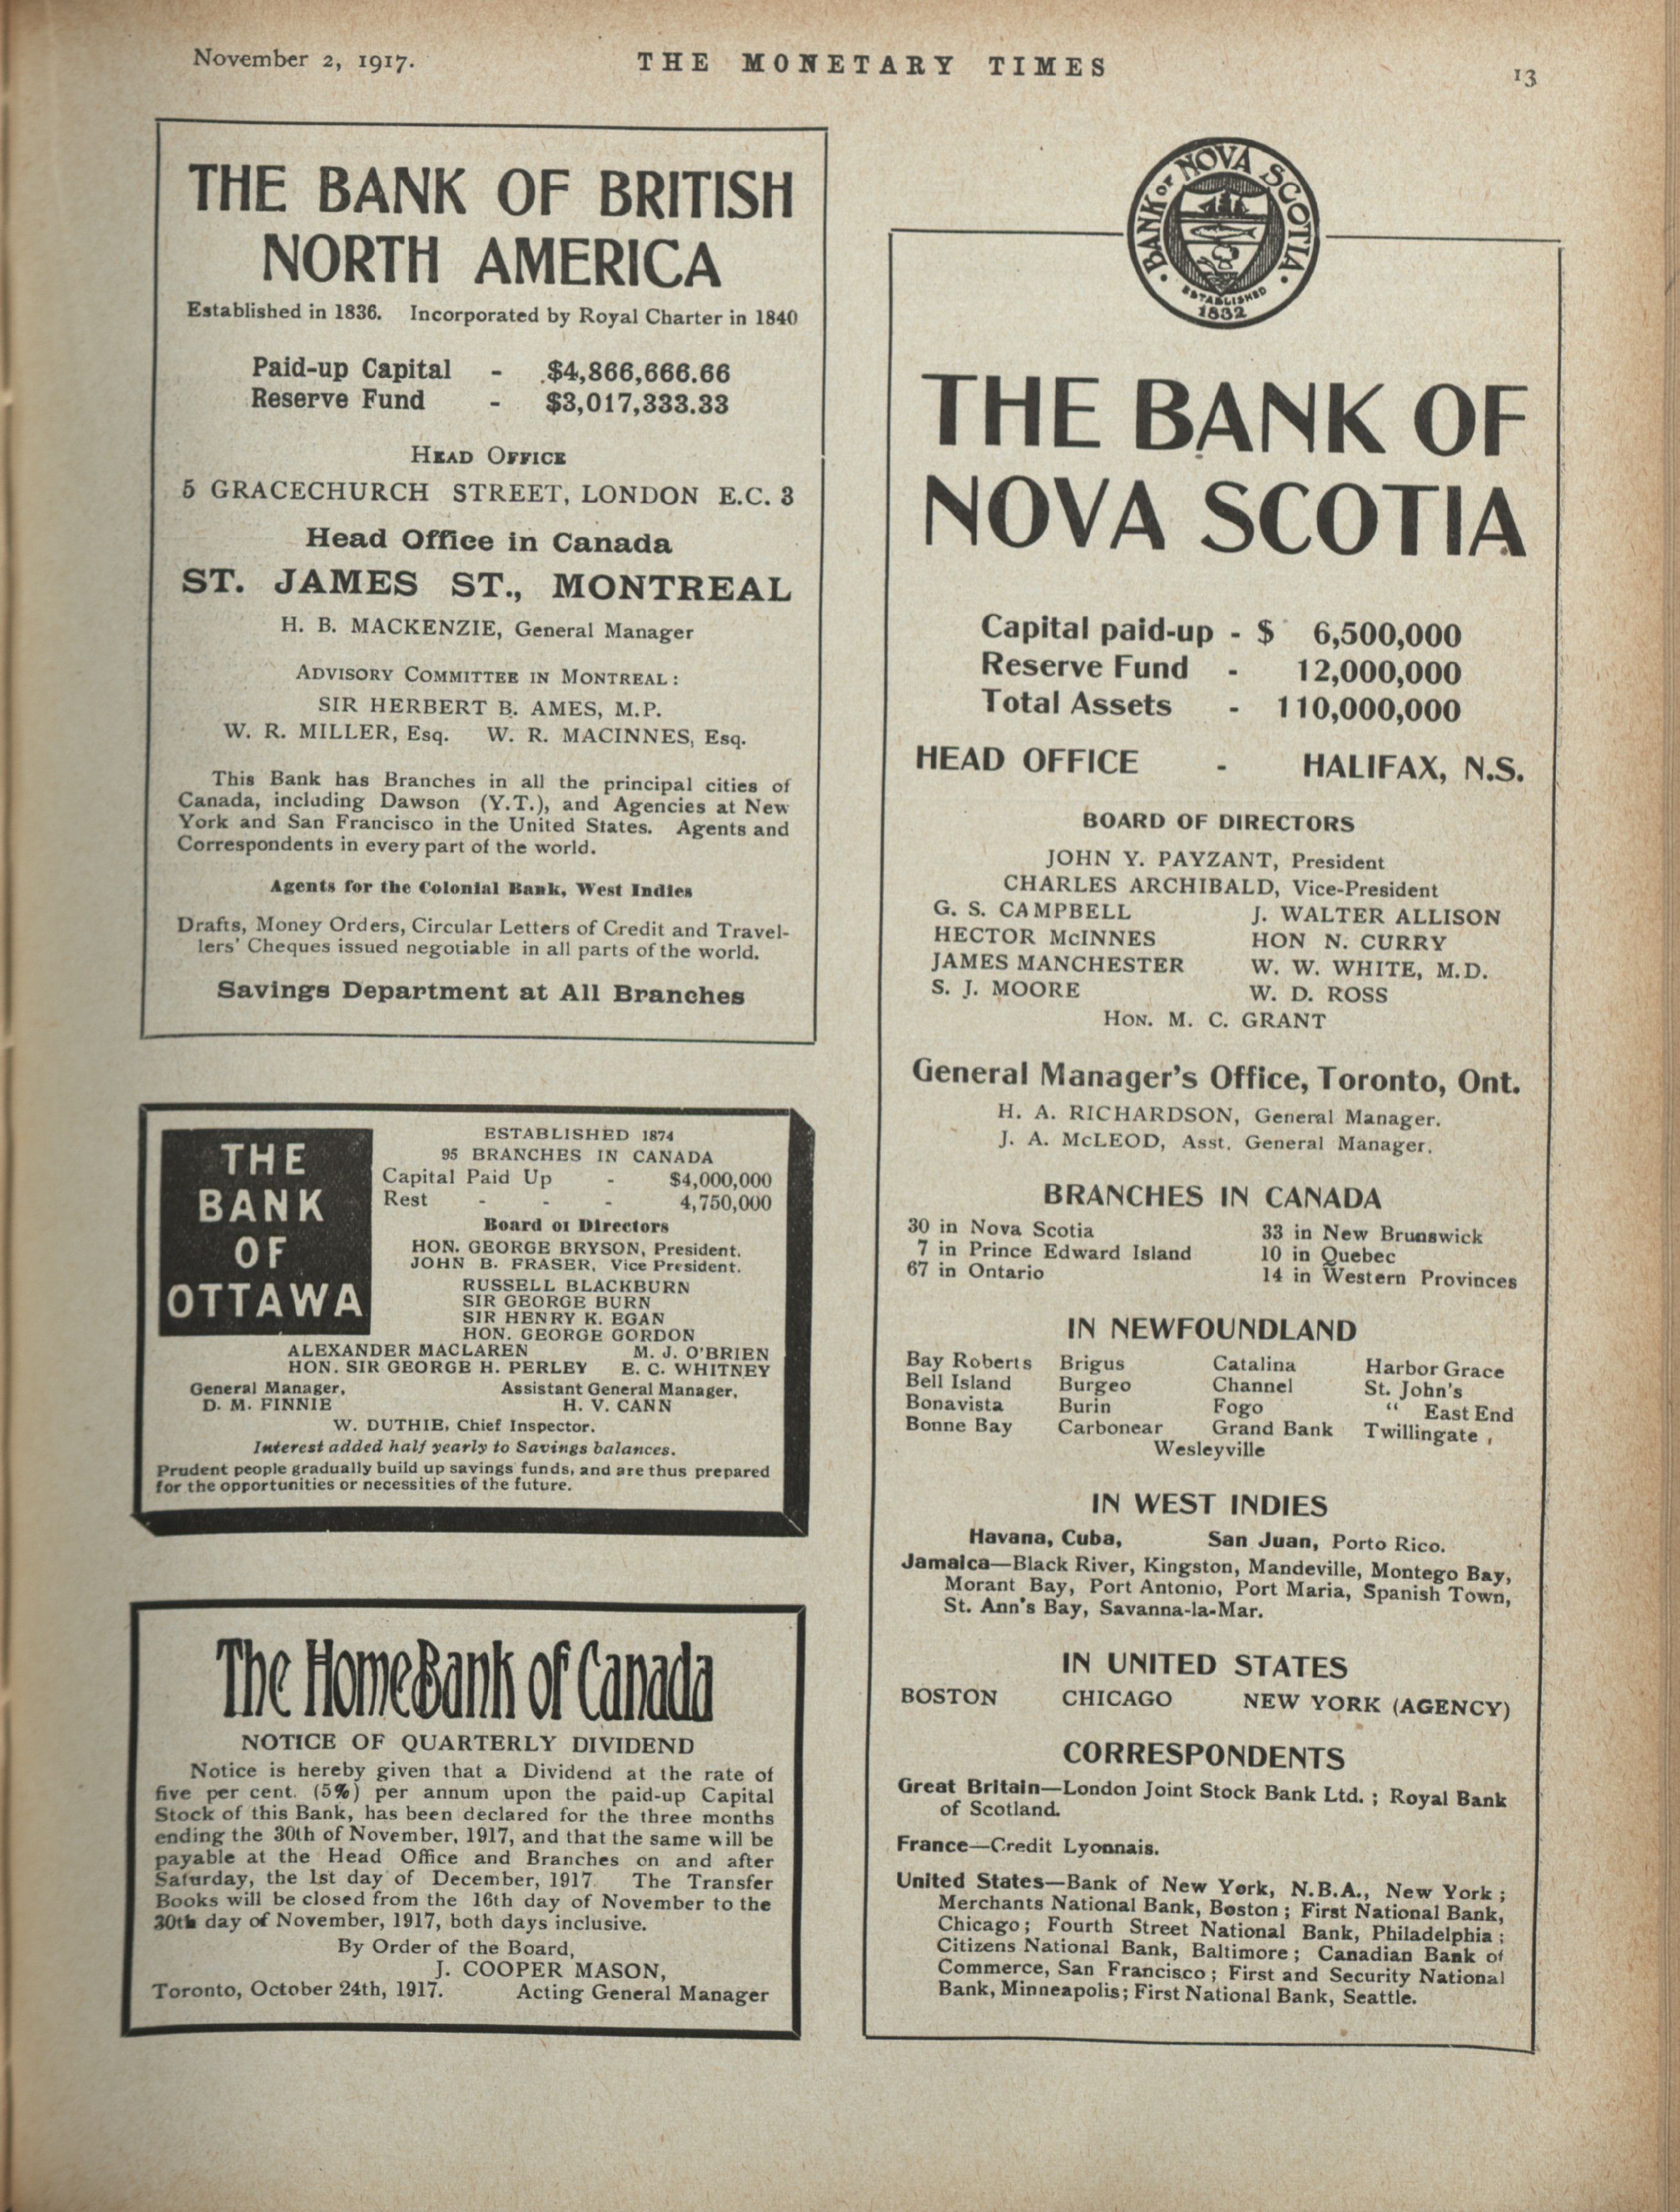 November 2, 1917.
THE MONETARY TIMES
13
THE BANK OF BRITISH
NORTH AMERICA
Established in 1836. Incorporated by Royal Charter in 1840
Paid-up Capital - $4,866,666.66
Reserve Fund - $3,017,333.33
HEAD OFFICE
5 GRACECHURCH STREET, LONDON E.C. 3
Head Office in Canada
ST. JAMES ST., MONTREAL
H. B. MACKENZIE, General Manager
ADVISORY COMMITTEE IN MONTREAL:
SIR HERBERT B. AMES, M.P.
W. R. MILLER, Esq. W. R. MACINNES, Esq.
This Bank has Branches in all the principal cities of
Canada, including Dawson (Y.T.), and Agencies at New
York and San Francisco in the United States. Agents and
Correspondents in every part of the world.
Agents for the Colonial Bank, West Indies
Drafts, Money Orders, Circular Letters of Credit and Travel-
lers' Cheques issued negotiable in all parts of the world.
Savings Department at All Branches
THE
BANK
OF
OTTAWA
ESTABLISHED 1874
95 BRANCHES IN CANADA
Capital Paid Up - $4,000,000
Rest - - - 4,750,000
Board of Directors
HON. GEORGE BRYSON, President.
JOHN B. FRASER, Vice President.
RUSSELL BLACKBURN
SIR GEORGE BURN
SIR HENRY K. EGAN
HON. GEORGE GORDON
ALEXANDER MACLAREN M. J. O'BRIEN
HON. SIR GEORGE H. PERLEY E. C. WHITNEY
General Manager, Assistant General Manager,
D. M. FINNIE H. V. CANN
W. DUTHIE, Chief Inspector.
Interest added half yearly to Savings balances.
Prudent people gradually build up savings funds, and are thus prepared
for the opportunities or necessities of the future.
The Home Bank of Canada
NOTICE OF QUARTERLY DIVIDEND
Notice is hereby given that a Dividend at the rate of
five per cent. (5%) per annum upon the paid-up Capital
Stock of this Bank, has been declared for the three months
ending the 30th of November, 1917, and that the same will be
payable at the Head Office and Branches on and after
Saturday, the 1st day of December, 1917. The Transfer
Books will be closed from the 16th day of November to the
30th day of November, 1917, both days inclusive.
By Order of the Board,
J. COOPER MASON,
Toronto, October 24th, 1917. Acting General Manager
BANK OF NOVA SCOTIA
ESTABLISHED
1832
THE BANK OF
NOVA SCOTIA
Capital paid-up - $ 6,500,000
Reserve Fund - 12,000,000
Total Assets - 110,000,000
HEAD OFFICE - HALIFAX, N.S.
BOARD OF DIRECTORS
JOHN Y. PAYZANT, President
CHARLES ARCHIBALD, Vice-President
G. S. CAMPBELL J. WALTER ALLISON
HECTOR McINNES HON N. CURRY
JAMES MANCHESTER W. W. WHITE, M.D.
S. J. MOORE W. D. ROSS
HON. M. C. GRANT
General Manager's Office, Toronto, Ont.
H. A. RICHARDSON, General Manager.
J. A. McLEOD, Asst. General Manager.
BRANCHES IN CANADA
30 in Nova Scotia 33 in New Brunswick
7 in Prince Edward Island 10 in Quebec
67 in Ontario 14 in Western Provinces
IN NEWFOUNDLAND
Bay Roberts Brigus Catalina Harbor Grace
Bell Island Burgeo Channel St. John's
Bonavista Burin Fogo " East End
Bonne Bay Carbonear Grand Bank Twillingate ,
Wesleyville
IN WEST INDIES
Havana, Cuba, San Juan, Porto Rico.
Jamaica—Black River, Kingston, Mandeville, Montego Bay,
Morant Bay, Port Antonio, Port Maria, Spanish Town,
St. Ann's Bay, Savanna-la-Mar.
IN UNITED STATES
BOSTON CHICAGO NEW YORK (AGENCY)
CORRESPONDENTS
Great Britain—London Joint Stock Bank Ltd. ; Royal Bank
of Scotland.
France—Credit Lyonnais.
United States—Bank of New York, N.B.A., New York ;
Merchants National Bank, Boston ; First National Bank,
Chicago ; Fourth Street National Bank, Philadelphia ;
Citizens National Bank, Baltimore ; Canadian Bank of
Commerce, San Francisco ; First and Security National
Bank, Minneapolis; First National Bank, Seattle.